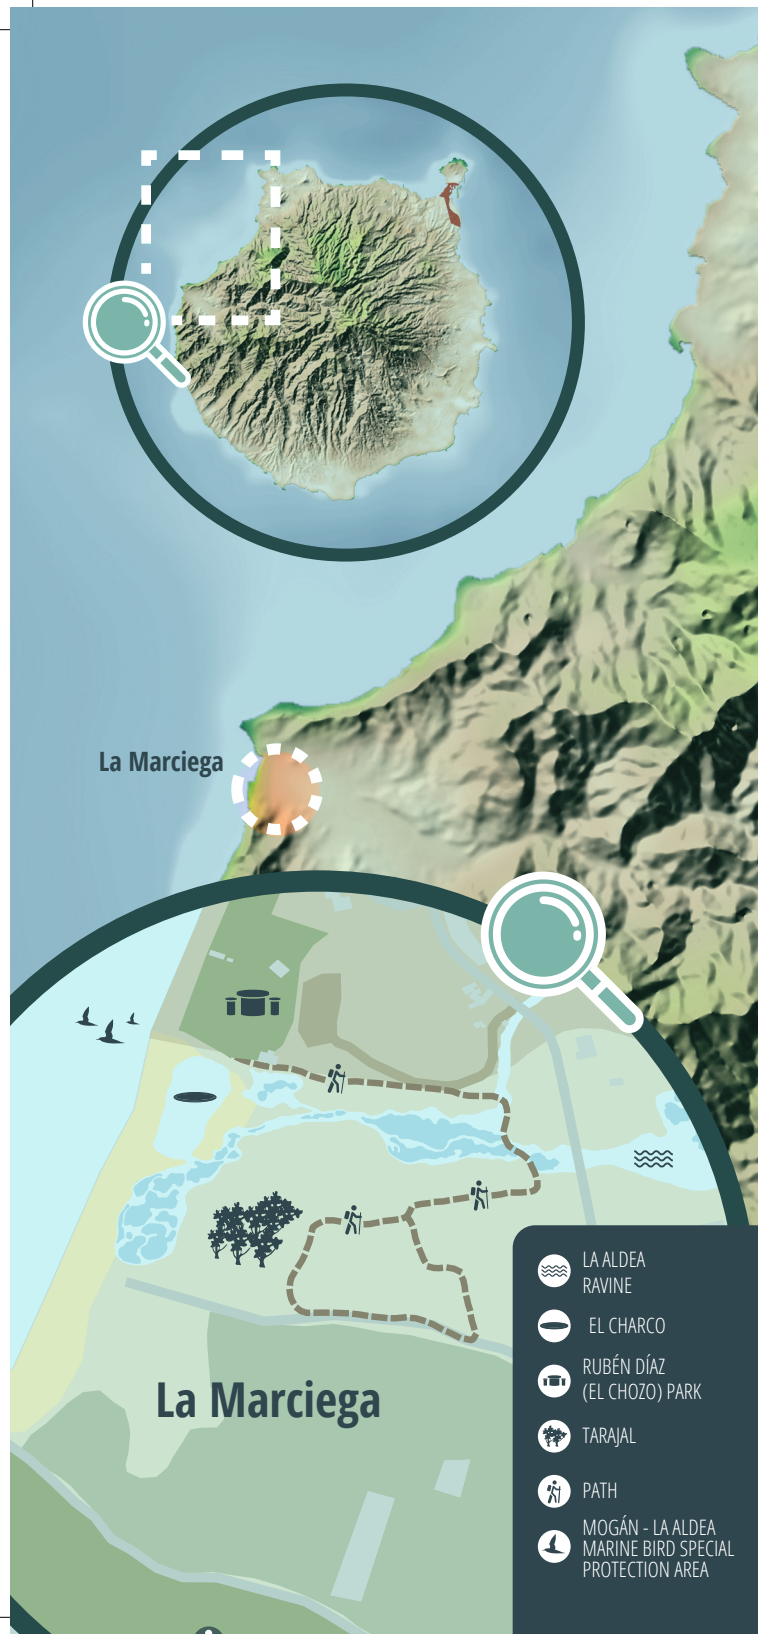 La Marciega
La Marciega
LA ALDEA
RAVINE
EL CHARCO
RUBÉN DÍAZ
(EL CHOZO) PARK
TARAJAL
PATH
MOGÁN - LA ALDEA
MARINE BIRD SPECIAL
PROTECTION AREA